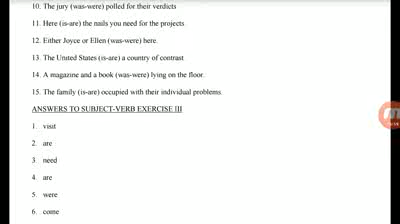 10. The jury (was-were) polled for their verdicts
11. Here (is-are) the nails you need for the projects.
12. Either Joyce or Ellen (was-were) here.
13. The United States (is-are) a country of contrast
14. A magazine and a book (was-were) lying on the floor.
15. The family (is-are) occupied with their individual problems.
ANSWERS TO SUBJECT-VERB EXERCISE III
1. visit
2. are
3. need
4. are
5. were
6. come